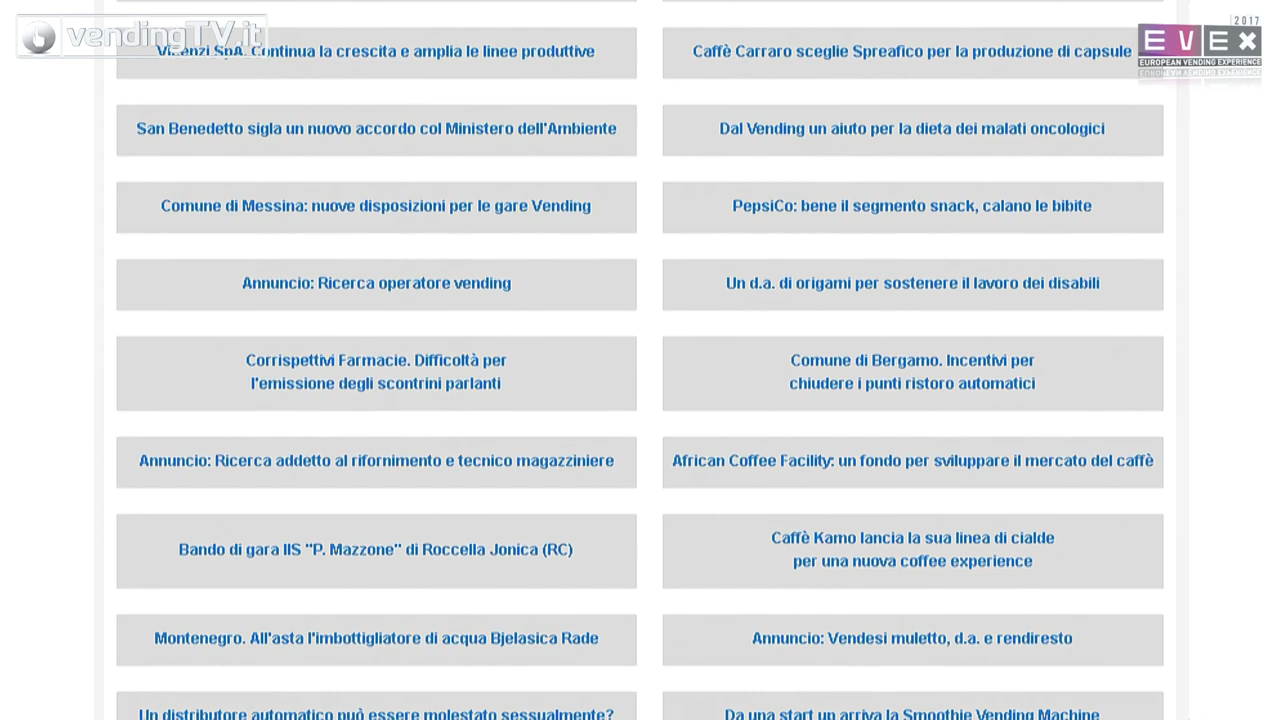 vendingTV.it
2017
EVEX
EUROPEAN VENDING EXPERIENCE
Vicenzi SpA. Continua la crescita e amplia le linee produttive
Caffè Carraro sceglie Spreafico per la produzione di capsule
San Benedetto sigla un nuovo accordo col Ministero dell'Ambiente
Dal Vending un aiuto per la dieta dei malati oncologici
Comune di Messina: nuove disposizioni per le gare Vending
PepsiCo: bene il segmento snack, calano le bibite
Annuncio: Ricerca operatore vending
Un d.a. di origami per sostenere il lavoro dei disabili
Corrispettivi Farmacie. Difficoltà per
l'emissione degli scontrini parlanti
Comune di Bergamo. Incentivi per
chiudere i punti ristoro automatici
Annuncio: Ricerca addetto al rifornimento e tecnico magazziniere
African Coffee Facility: un fondo per sviluppare il mercato del caffè
Bando di gara IIS "P. Mazzone" di Roccella Jonica (RC)
Caffè Kamo lancia la sua linea di cialde
per una nuova coffee experience
Montenegro. All'asta l'imbottigliatore di acqua Bjelasica Rade
Annuncio: Vendesi muletto, d.a. e rendiresto
Un distributore automatico può essere molestato sessualmente?
Da una start up arriva la Smoothie Vending Machine